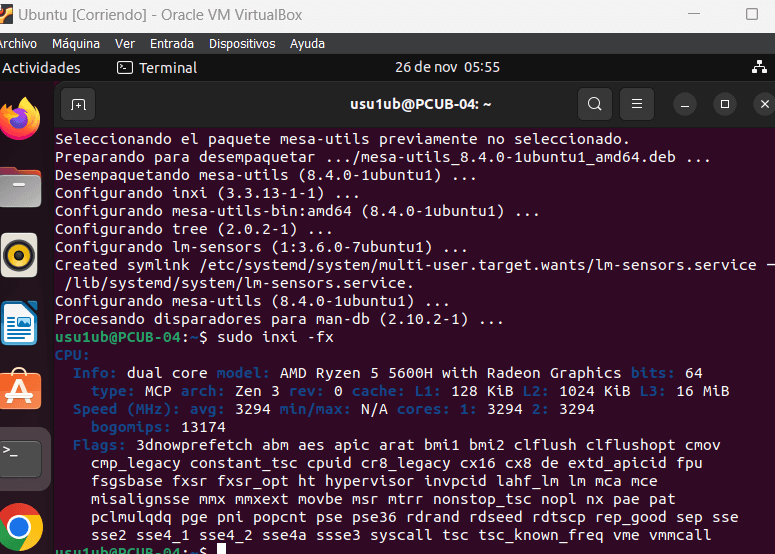 Ubuntu [Corriendo] - Oracle VM VirtualBox
Archivo Máquina Ver Entrada Dispositivos Ayuda
Actividades Terminal 26 de nov 05:55
usu1ub@PCUB-04: ~
Seleccionando el paquete mesa-utils previamente no seleccionado.
Preparando para desempaquetar .../mesa-utils_8.4.0-1ubuntu1_amd64.deb ...
Desempaquetando mesa-utils (8.4.0-1ubuntu1) ...
Configurando inxi (3.3.13-1-1) ...
Configurando mesa-utils-bin:amd64 (8.4.0-1ubuntu1) ...
Configurando tree (2.0.2-1) ...
Configurando lm-sensors (1:3.6.0-7ubuntu1) ...
Created symlink /etc/systemd/system/multi-user.target.wants/lm-sensors.service →
/lib/systemd/system/lm-sensors.service.
Configurando mesa-utils (8.4.0-1ubuntu1) ...
Procesando disparadores para man-db (2.10.2-1) ...
usu1ub@PCUB-04:~$ sudo inxi -fx
CPU:
Info: dual core model: AMD Ryzen 5 5600H with Radeon Graphics bits: 64
type: MCP arch: Zen 3 rev: 0 cache: L1: 128 KiB L2: 1024 KiB L3: 16 MiB
Speed (MHz): avg: 3294 min/max: N/A cores: 1: 3294 2: 3294
bogomips: 13174
Flags: 3dnowprefetch abm aes apic arat bmi1 bmi2 clflush clflushopt cmov
cmp_legacy constant_tsc cpuid cr8_legacy cx16 cx8 de extd_apicid fpu
fsgsbase fxsr fxsr_opt ht hypervisor invpcid lahf_lm lm mca mce
misalignsse mmx mmxext movbe msr mtrr nonstop_tsc nopl nx pae pat
pclmulqdq pge pni popcnt pse pse36 rdrand rdseed rdtscp rep_good sep sse
sse2 sse4_1 sse4_2 sse4a ssse3 syscall tsc tsc_known_freq vme vmmcall
usu1ub@PCUB-04:~$